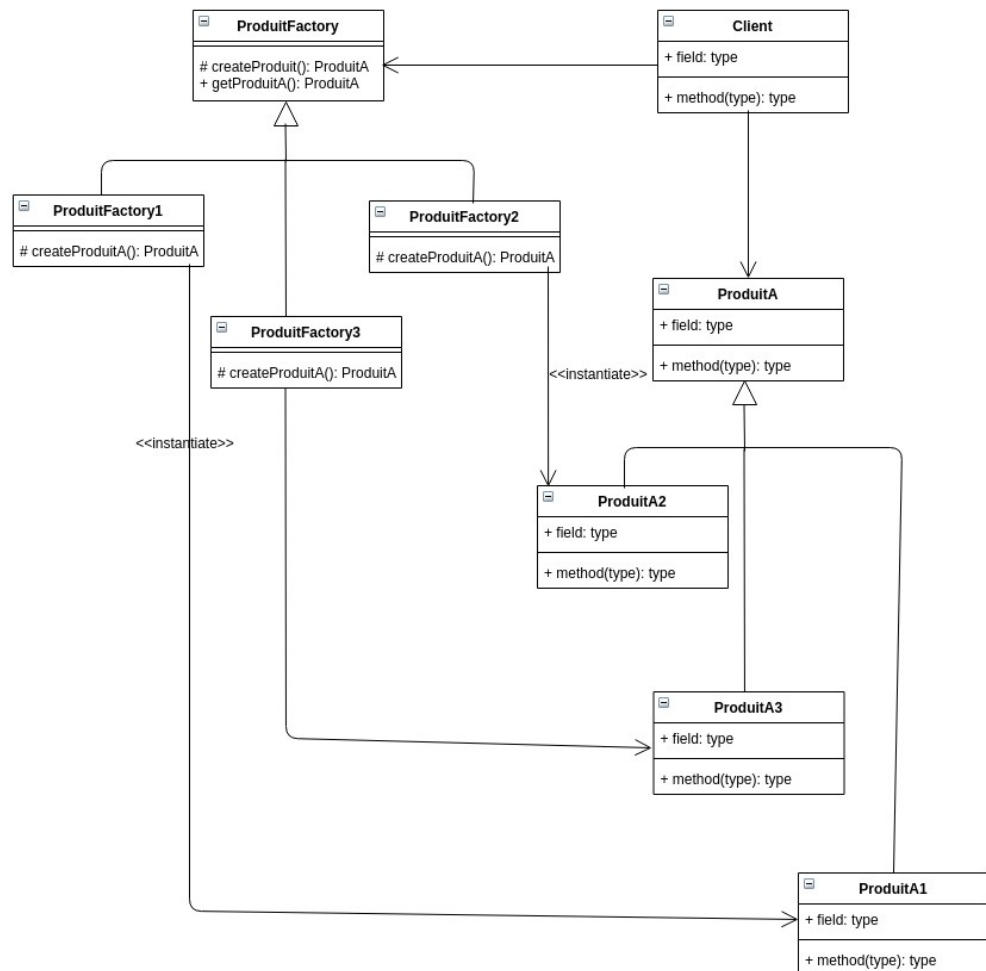 ProduitFactory
# createProduit(): ProduitA
+ getProduitA(): ProduitA
Client
+ field: type
+ method(type): type
ProduitFactory1
# createProduitA(): ProduitA
ProduitFactory2
# createProduitA(): ProduitA
ProduitFactory3
# createProduitA(): ProduitA
ProduitA
+ field: type
+ method(type): type
<<instantiate>>
<<instantiate>>
ProduitA2
+ field: type
+ method(type): type
ProduitA3
+ field: type
+ method(type): type
ProduitA1
+ field: type
+ method(type): type